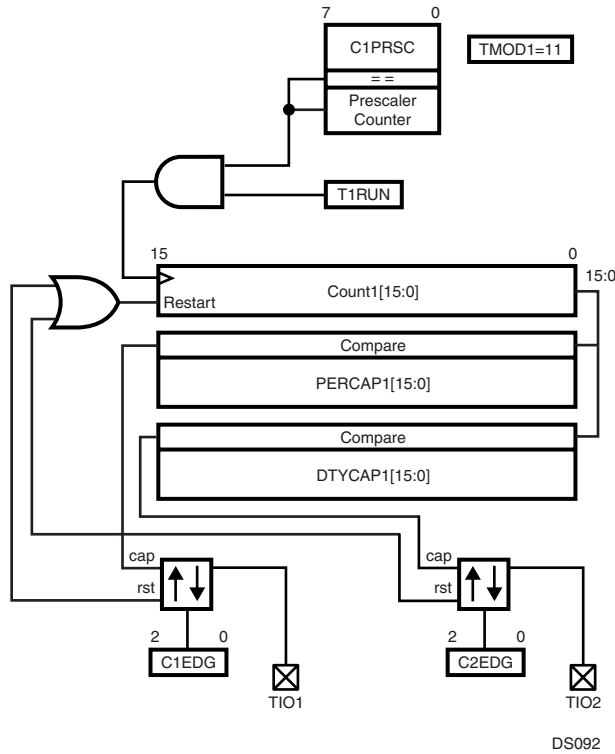 7 0
C1PRSC
TMOD1=11
= =
Prescaler
Counter
T1RUN
15 0
15:0
Count1[15:0]
Restart
Compare
PERCAP1[15:0]
Compare
DTYCAP1[15:0]
cap cap
rst rst
2 0 2 0
C1EDG C2EDG
TIO1 TIO2
DS092